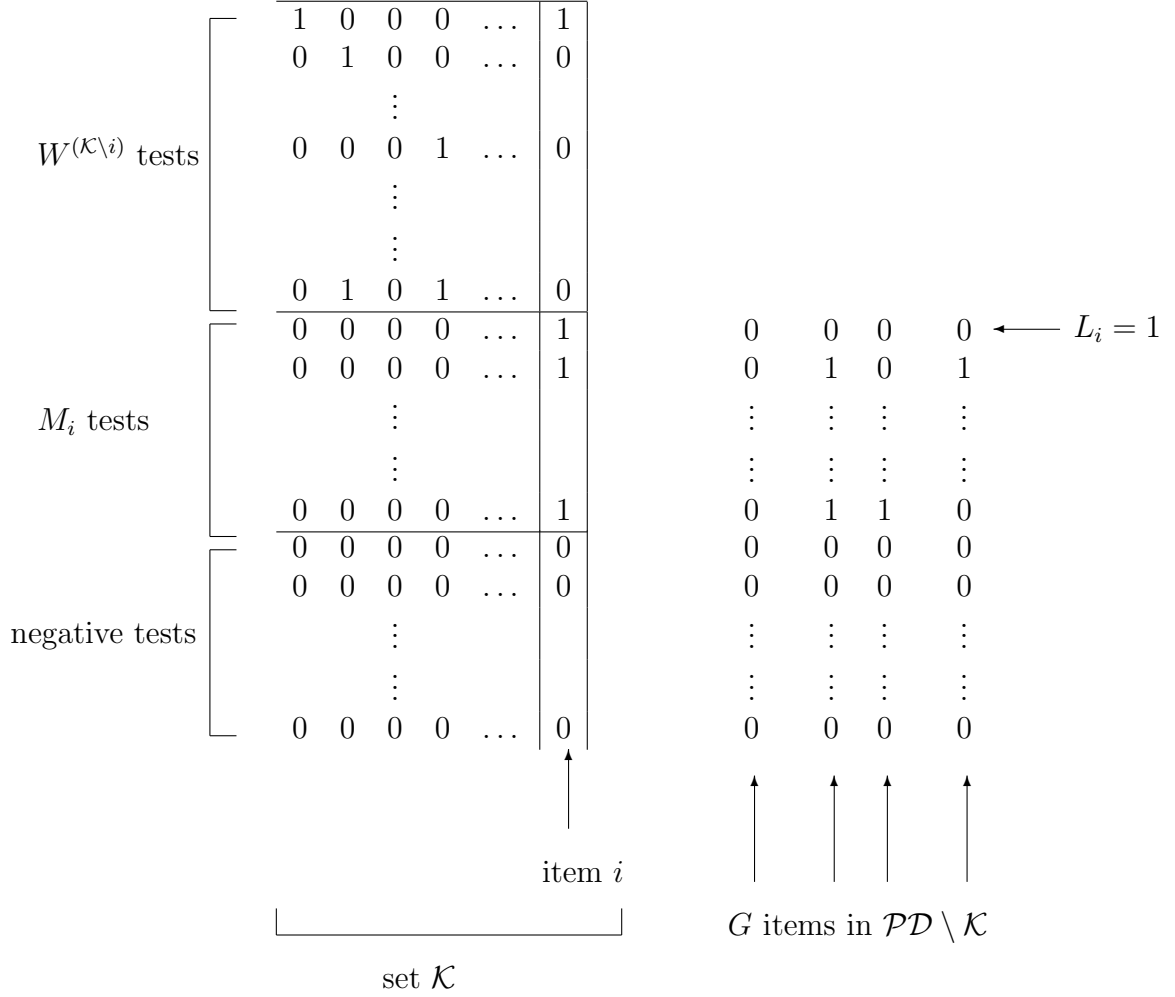 1 0 0 0 … 1
0 1 0 0 … 0
⋮
W^{(𝒦\i)} tests 0 0 0 1 … 0
⋮
⋮
0 1 0 1 … 0
0 0 0 0 … 1 0 0 0 0 L_i = 1
0 0 0 0 … 1 0 1 0 1
⋮ ⋮ ⋮ ⋮ ⋮
M_i tests
⋮ ⋮ ⋮ ⋮ ⋮
0 0 0 0 … 1 0 1 1 0
0 0 0 0 … 0 0 0 0 0
0 0 0 0 … 0 0 0 0 0
negative tests ⋮ ⋮ ⋮ ⋮ ⋮
⋮ ⋮ ⋮ ⋮ ⋮
0 0 0 0 … 0 0 0 0 0
item i
G items in 𝒫𝒟 \ 𝒦
set 𝒦